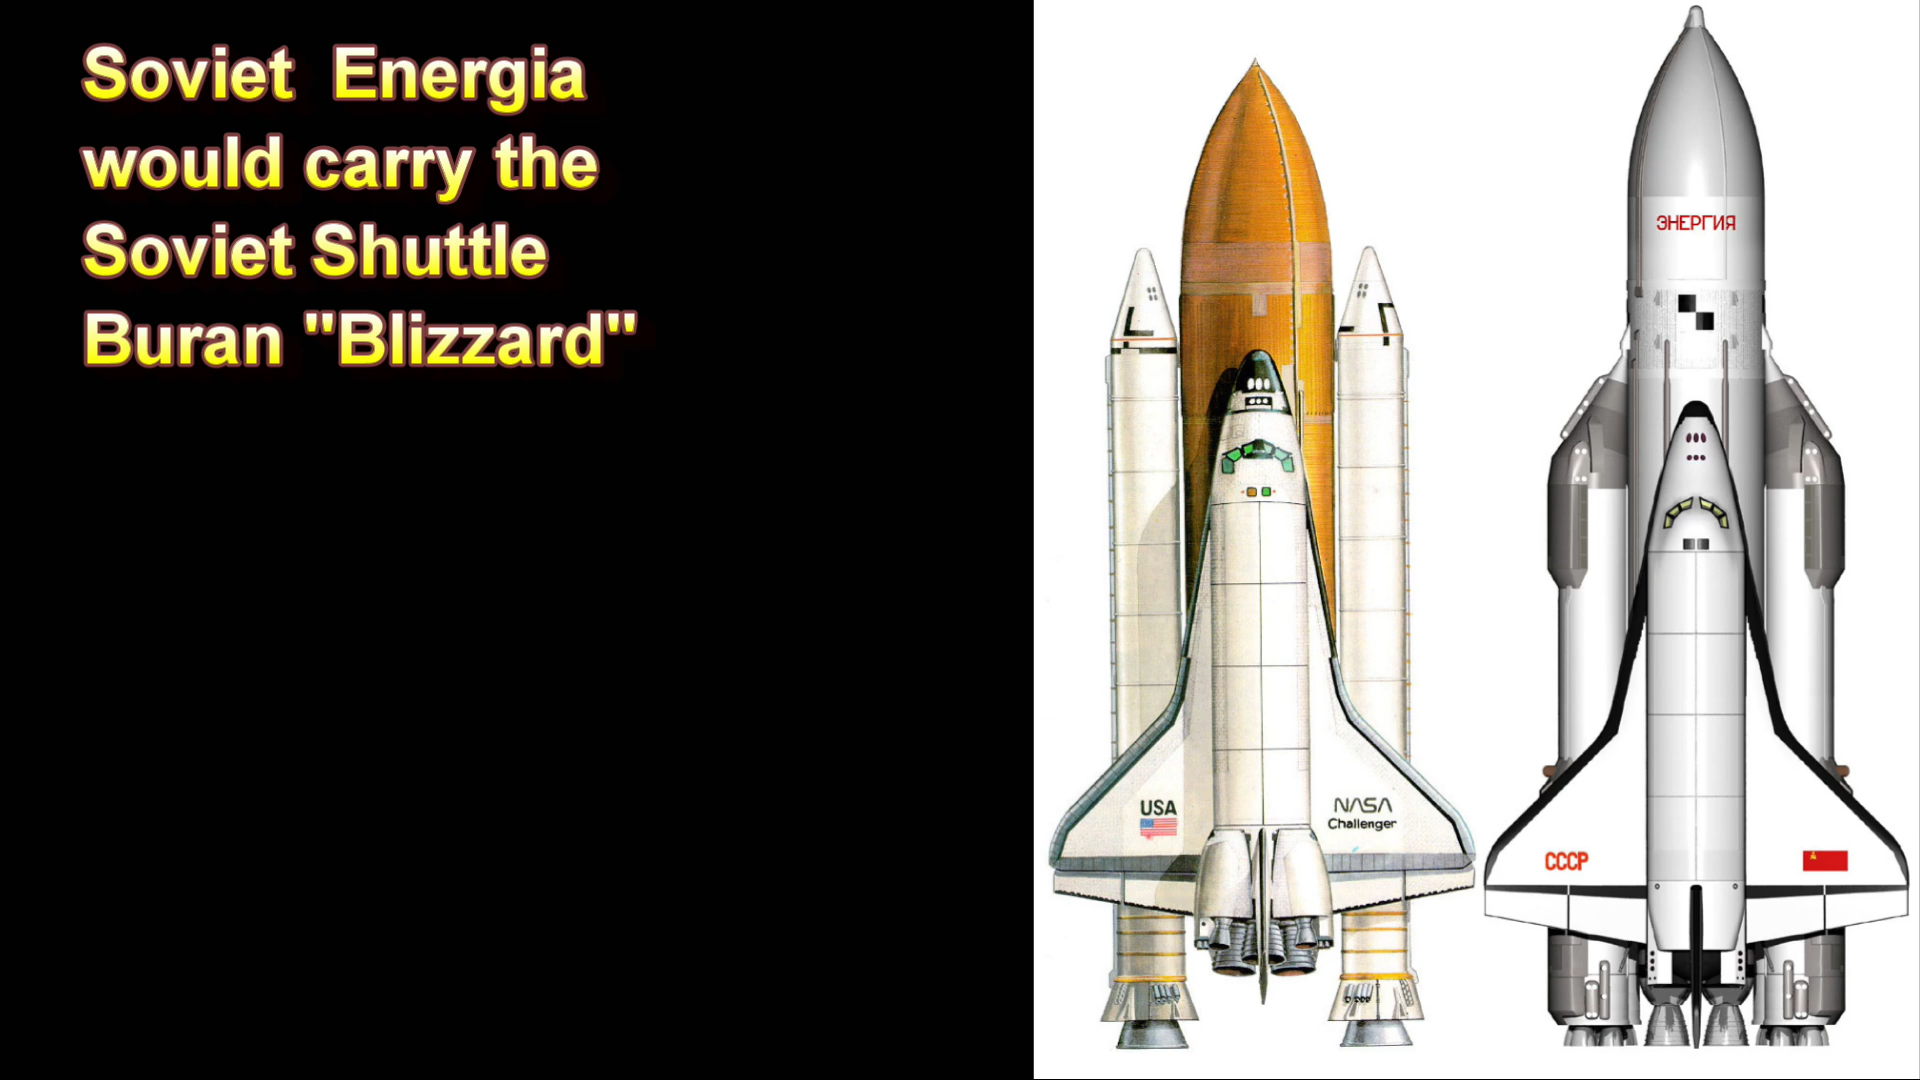 Soviet Energia
would carry the
Soviet Shuttle
Buran "Blizzard"
ЭНЕРГИЯ
USA
NASA
Challenger
СССР